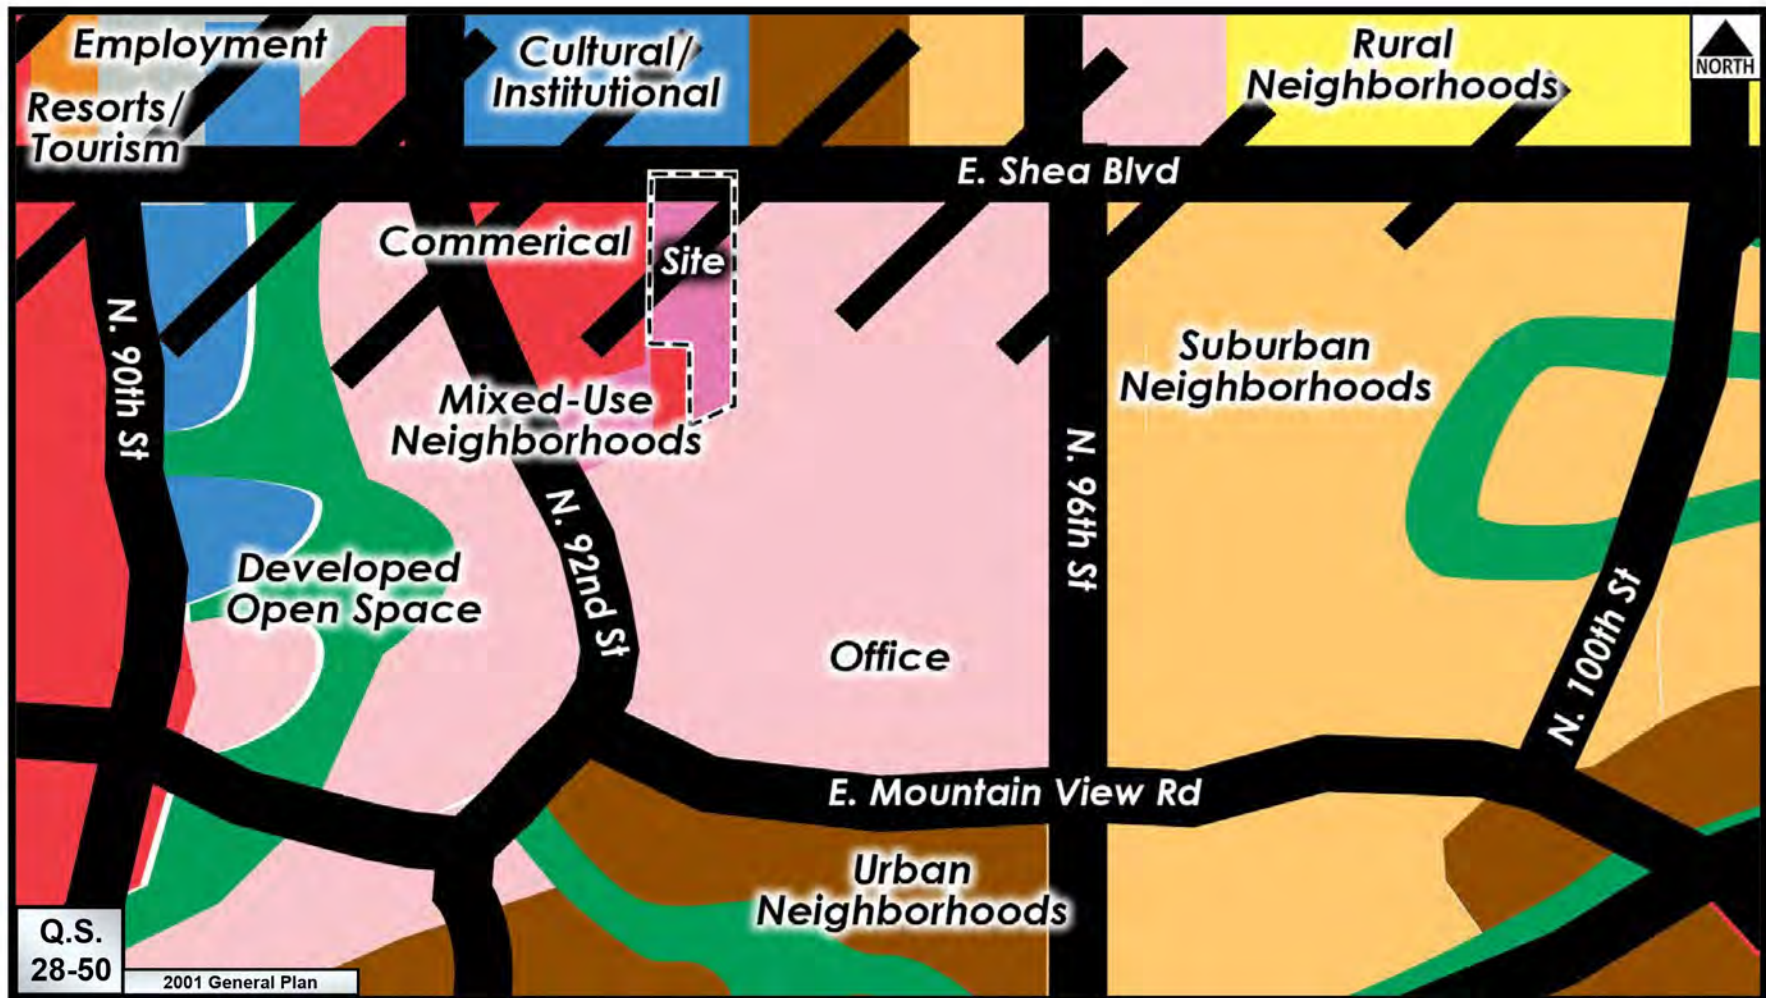 Employment
Cultural/
Institutional
Rural
Neighborhoods
NORTH
Resorts/
Tourism
E. Shea Blvd
Commerical
Site
N. 90th St
Suburban
Neighborhoods
Mixed-Use
Neighborhoods
N. 96th St
N. 92nd St
Developed
Open Space
Office
N. 100th St
E. Mountain View Rd
Urban
Neighborhoods
Q.S.
28-50
2001 General Plan